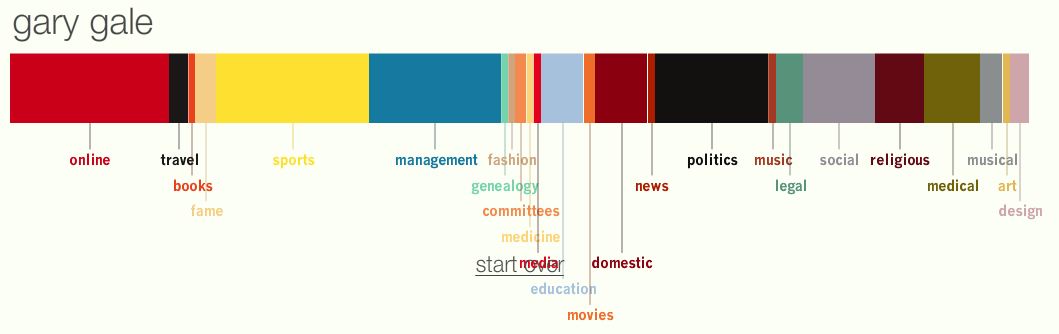 gary gale
online travel sports management fashion politics music social religious musical
books genealogy news legal medical art
fame committees design
medicine
start over media domestic
education
movies